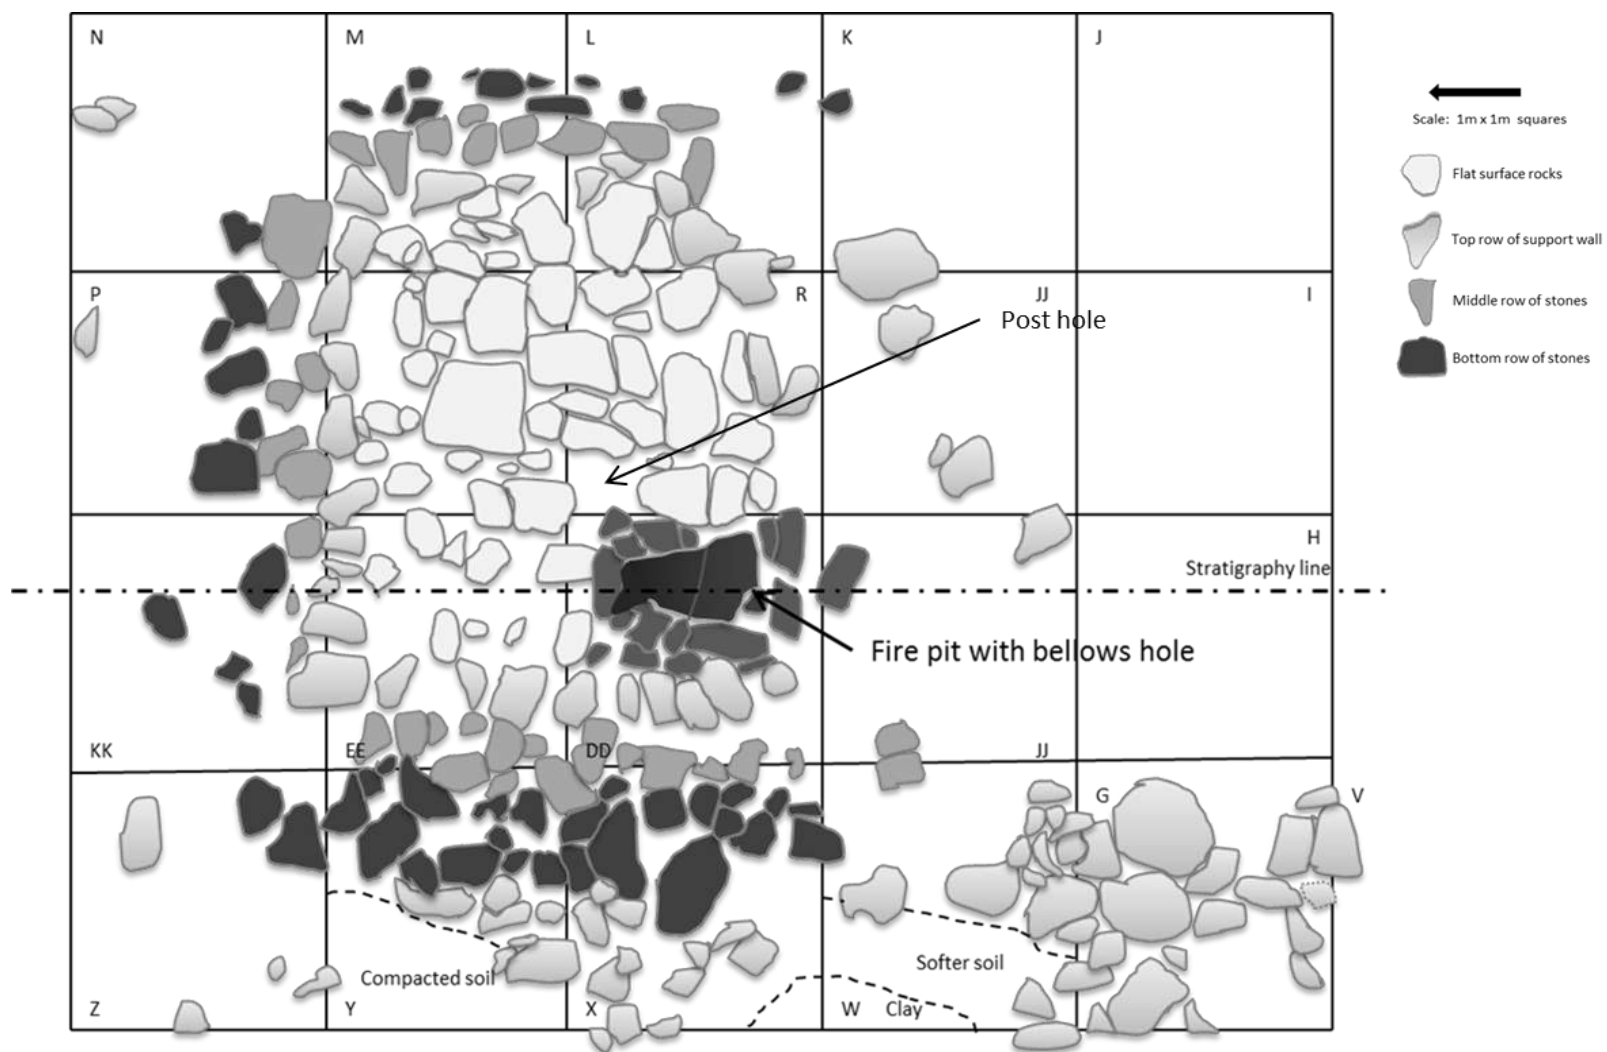 N
M
L
K
J
Scale: 1m x 1m squares
Flat surface rocks
Top row of support wall
Middle row of stones
Bottom row of stones
P
R
JJ
I
Post hole
H
Stratigraphy line
Fire pit with bellows hole
KK
EE
DD
JJ
G
V
Compacted soil
Softer soil
Z
Y
X
W
Clay